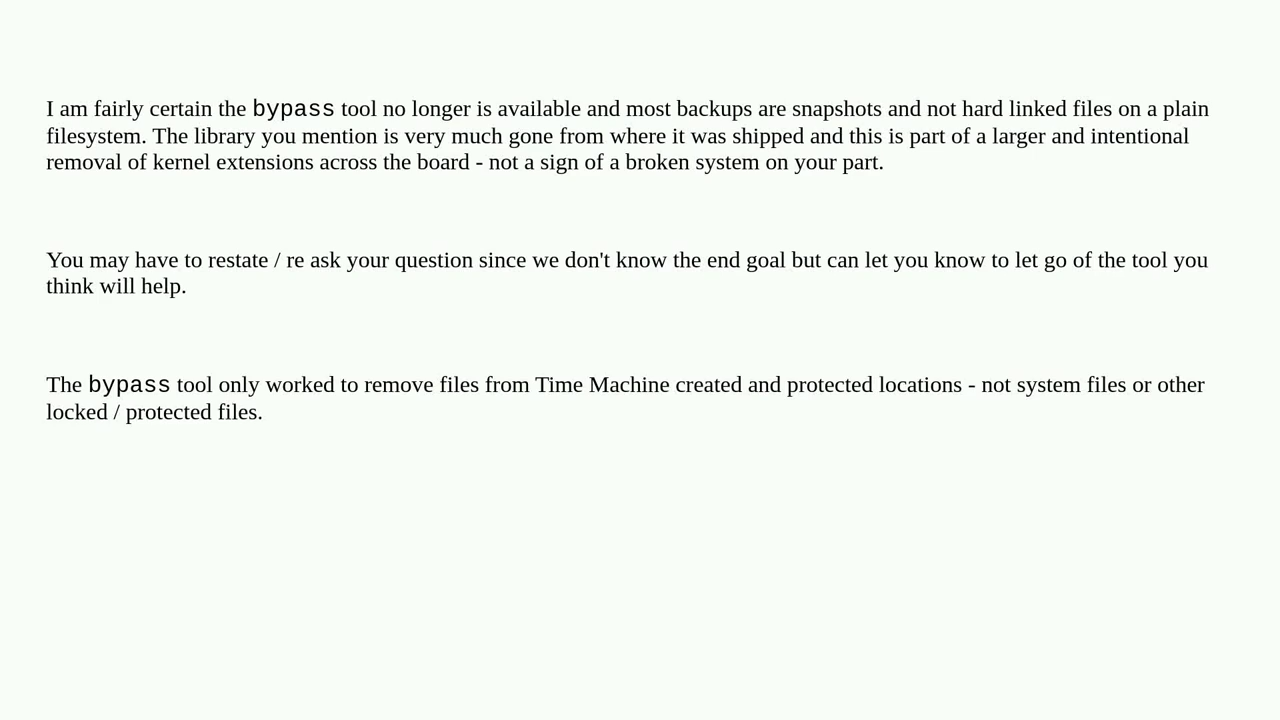 I am fairly certain the bypass tool no longer is available and most backups are snapshots and not hard linked files on a plain
filesystem. The library you mention is very much gone from where it was shipped and this is part of a larger and intentional
removal of kernel extensions across the board - not a sign of a broken system on your part.
You may have to restate / re ask your question since we don't know the end goal but can let you know to let go of the tool you
think will help.
The bypass tool only worked to remove files from Time Machine created and protected locations - not system files or other
locked / protected files.